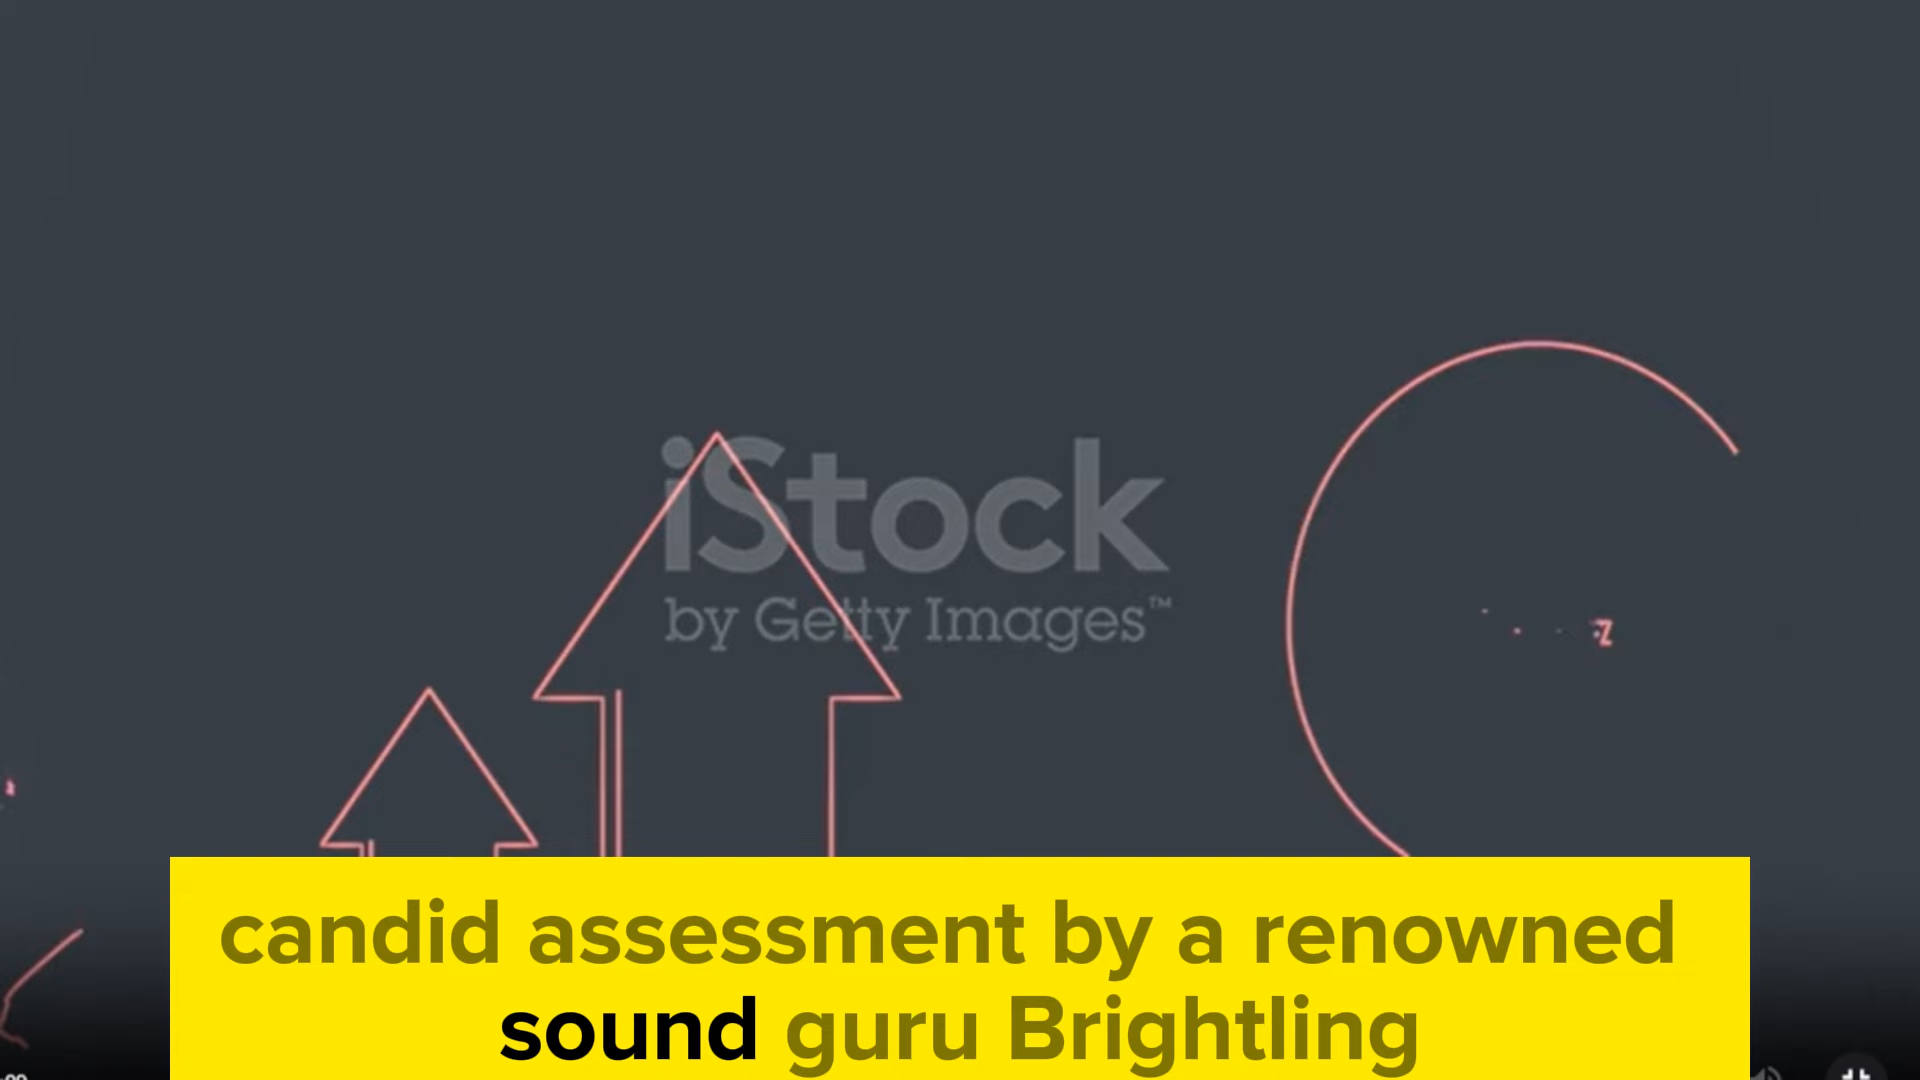 iStock
by Getty Images™
candid assessment by a renowned
sound guru Brightling